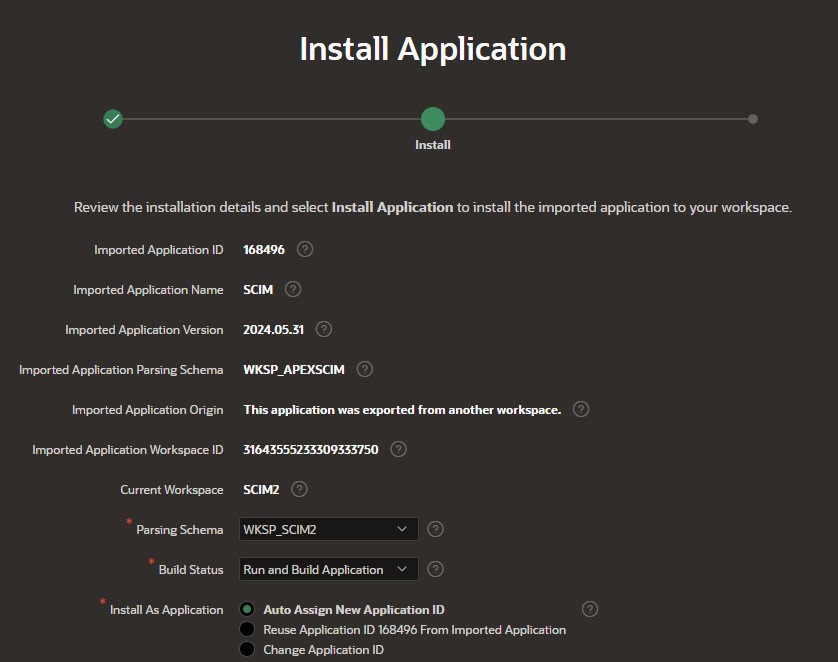 Install Application
Install
Review the installation details and select Install Application to install the imported application to your workspace.
Imported Application ID 168496 ?
Imported Application Name SCIM ?
Imported Application Version 2024.05.31 ?
Imported Application Parsing Schema WKSP_APEXSCIM ?
Imported Application Origin This application was exported from another workspace. ?
Imported Application Workspace ID 31643555233309333750 ?
Current Workspace SCIM2 ?
* Parsing Schema WKSP_SCIM2 ?
* Build Status Run and Build Application ?
* Install As Application Auto Assign New Application ID ?
Reuse Application ID 168496 From Imported Application
Change Application ID